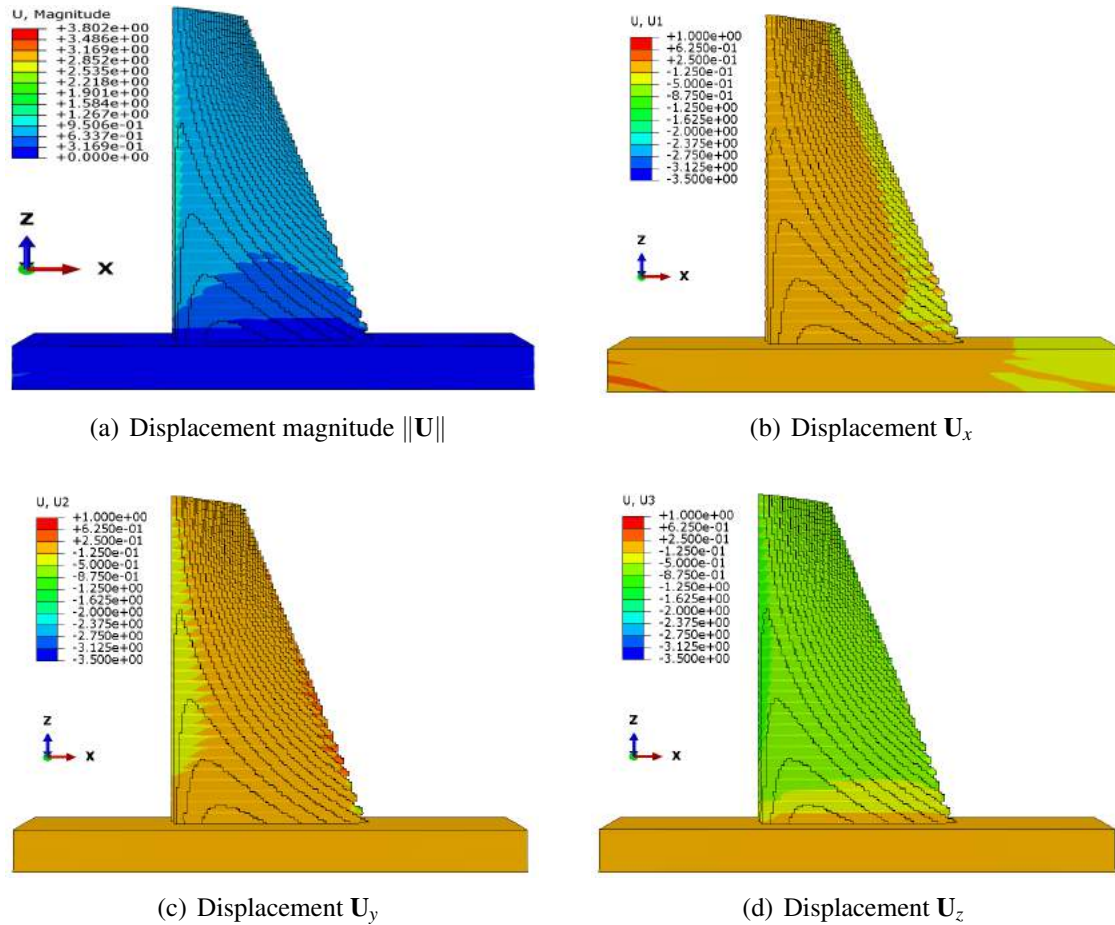 U, Magnitude
+3.802e+00
+3.486e+00
+3.169e+00
+2.852e+00
+2.535e+00
+2.218e+00
+1.901e+00
+1.584e+00
+1.267e+00
+9.506e-01
+6.337e-01
+3.169e-01
+0.000e+00
Z
X
(a) Displacement magnitude ‖U‖
U, U1
+1.000e+00
+6.250e-01
+2.500e-01
-1.250e-01
-5.000e-01
-8.750e-01
-1.250e+00
-1.625e+00
-2.000e+00
-2.375e+00
-2.750e+00
-3.125e+00
-3.500e+00
Z
X
(b) Displacement Ux
U, U2
+1.000e+00
+6.250e-01
+2.500e-01
-1.250e-01
-5.000e-01
-8.750e-01
-1.250e+00
-1.625e+00
-2.000e+00
-2.375e+00
-2.750e+00
-3.125e+00
-3.500e+00
Z
X
(c) Displacement Uy
U, U3
+1.000e+00
+6.250e-01
+2.500e-01
-1.250e-01
-5.000e-01
-8.750e-01
-1.250e+00
-1.625e+00
-2.000e+00
-2.375e+00
-2.750e+00
-3.125e+00
-3.500e+00
Z
X
(d) Displacement Uz